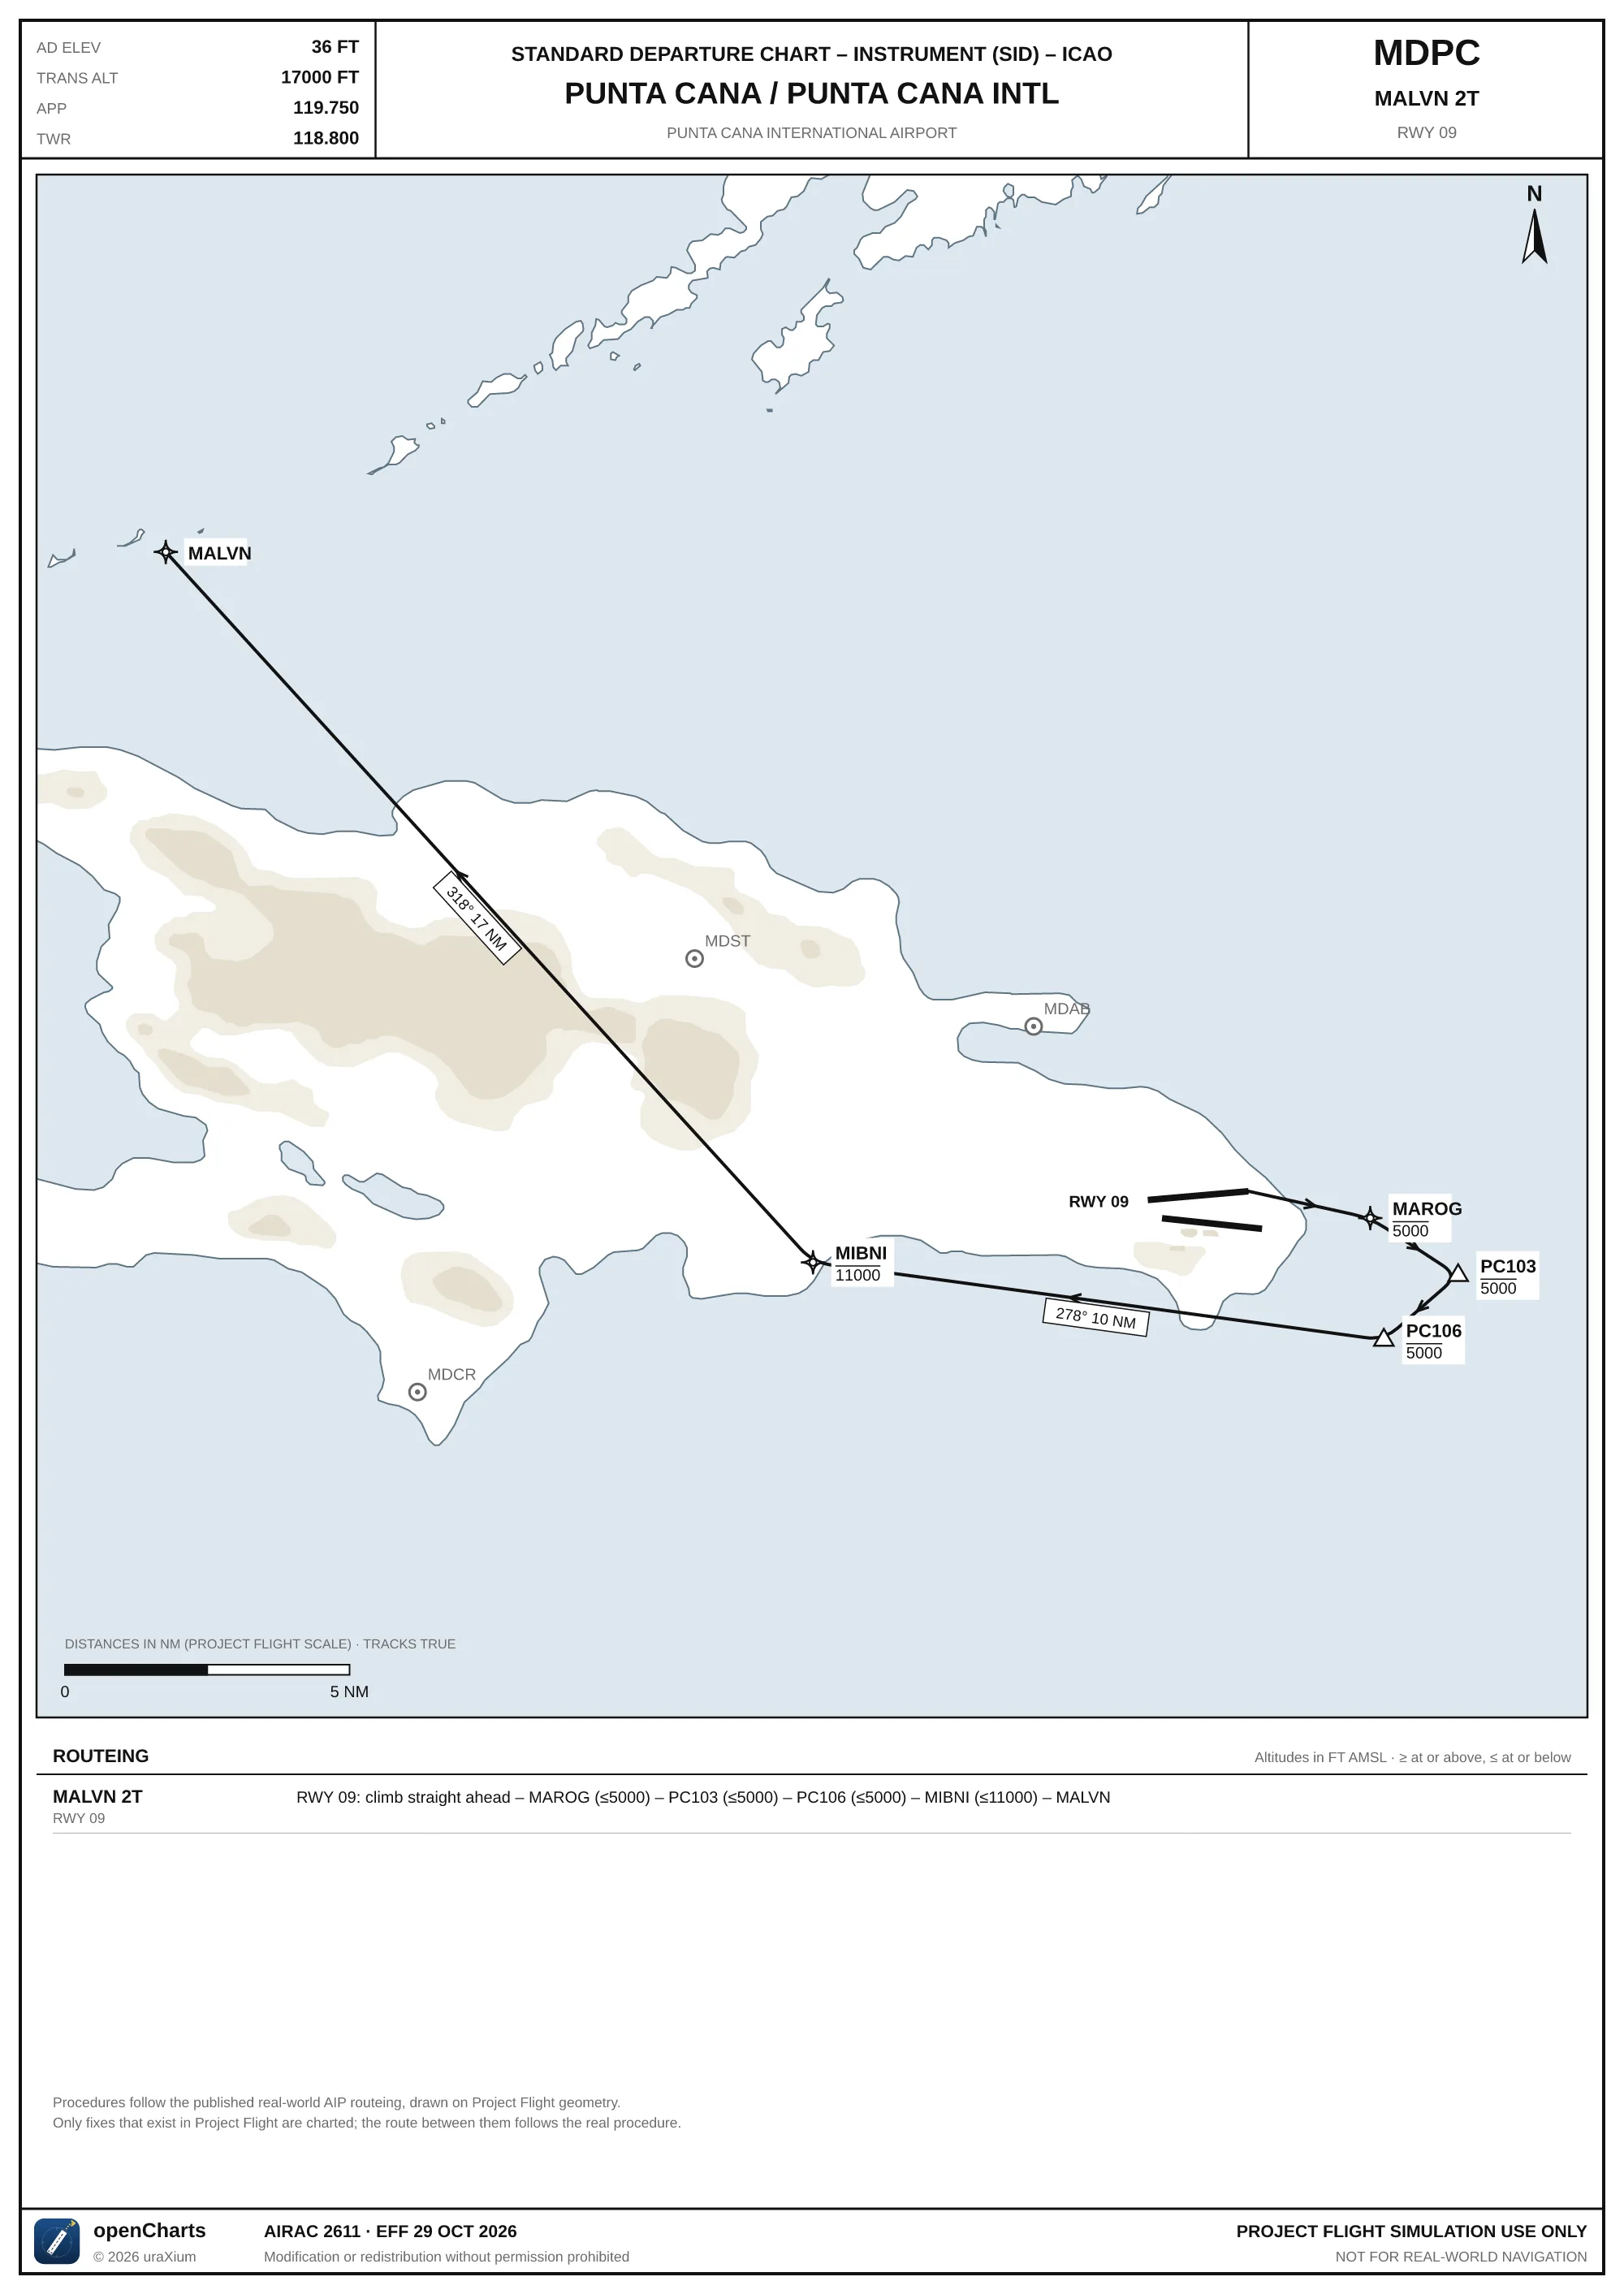 AD ELEV 36 FT
TRANS ALT 17000 FT
APP 119.750
TWR 118.800
STANDARD DEPARTURE CHART – INSTRUMENT (SID) – ICAO
PUNTA CANA / PUNTA CANA INTL
PUNTA CANA INTERNATIONAL AIRPORT
MDPC
MALVN 2T
RWY 09
N
MALVN
318° 17 NM
MDST
MDAB
RWY 09
MAROG
5000
MIBNI
11000
PC103
5000
278° 10 NM
PC106
5000
MDCR
DISTANCES IN NM (PROJECT FLIGHT SCALE) · TRACKS TRUE
0 5 NM
ROUTEING
Altitudes in FT AMSL · ≥ at or above, ≤ at or below
MALVN 2T
RWY 09: climb straight ahead – MAROG (≤5000) – PC103 (≤5000) – PC106 (≤5000) – MIBNI (≤11000) – MALVN
RWY 09
Procedures follow the published real-world AIP routeing, drawn on Project Flight geometry.
Only fixes that exist in Project Flight are charted; the route between them follows the real procedure.
openCharts
© 2026 uraXium
AIRAC 2611 · EFF 29 OCT 2026
Modification or redistribution without permission prohibited
PROJECT FLIGHT SIMULATION USE ONLY
NOT FOR REAL-WORLD NAVIGATION